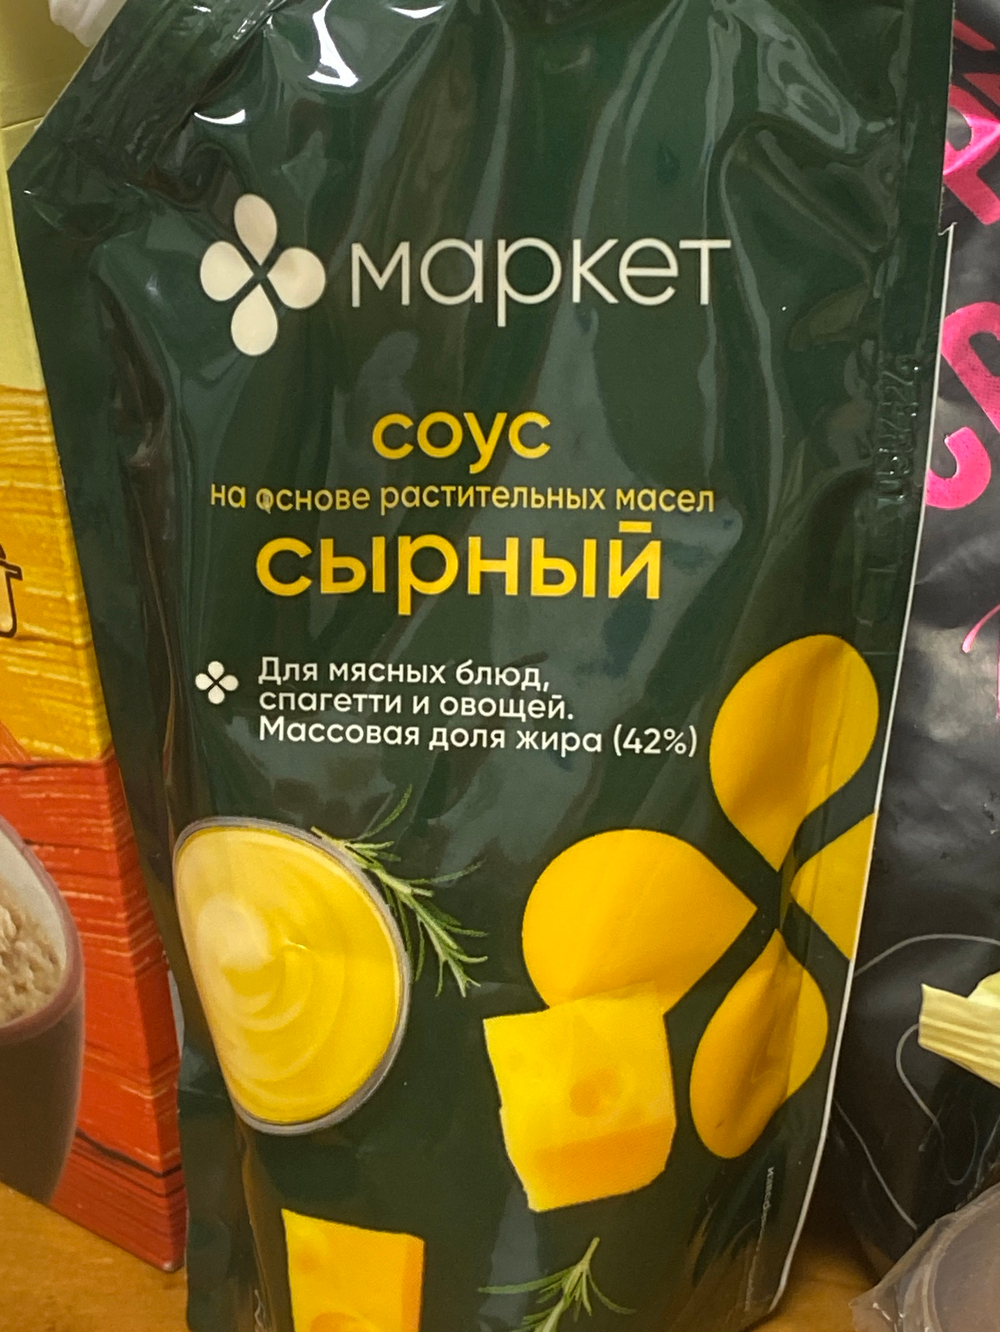 маркет
соус
на основе растительных масел
сырный
Для мясных блюд,
спагетти и овощей.
Массовая доля жира (42%)